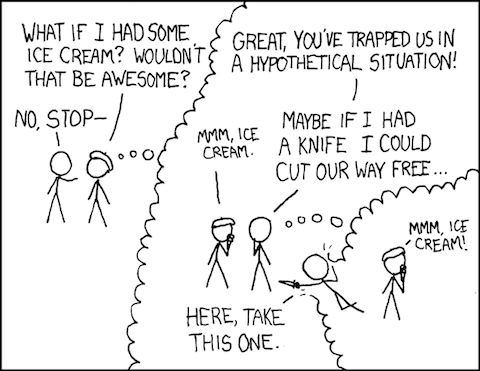 WHAT IF I HAD SOME
ICE CREAM? WOULDN'T
THAT BE AWESOME?
NO, STOP—
GREAT, YOU'VE TRAPPED US IN
A HYPOTHETICAL SITUATION!
MMM, ICE
CREAM.
MAYBE IF I HAD
A KNIFE I COULD
CUT OUR WAY FREE...
MMM, ICE
CREAM!
HERE, TAKE
THIS ONE.